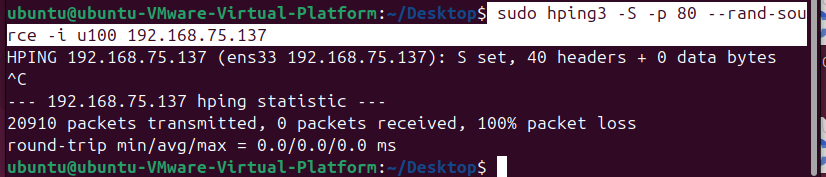 ubuntu@ubuntu-VMware-Virtual-Platform:~/Desktop$ sudo hping3 -S -p 80 --rand-sou
rce -i u100 192.168.75.137
HPING 192.168.75.137 (ens33 192.168.75.137): S set, 40 headers + 0 data bytes
^C
--- 192.168.75.137 hping statistic ---
20910 packets transmitted, 0 packets received, 100% packet loss
round-trip min/avg/max = 0.0/0.0/0.0 ms
ubuntu@ubuntu-VMware-Virtual-Platform:~/Desktop$